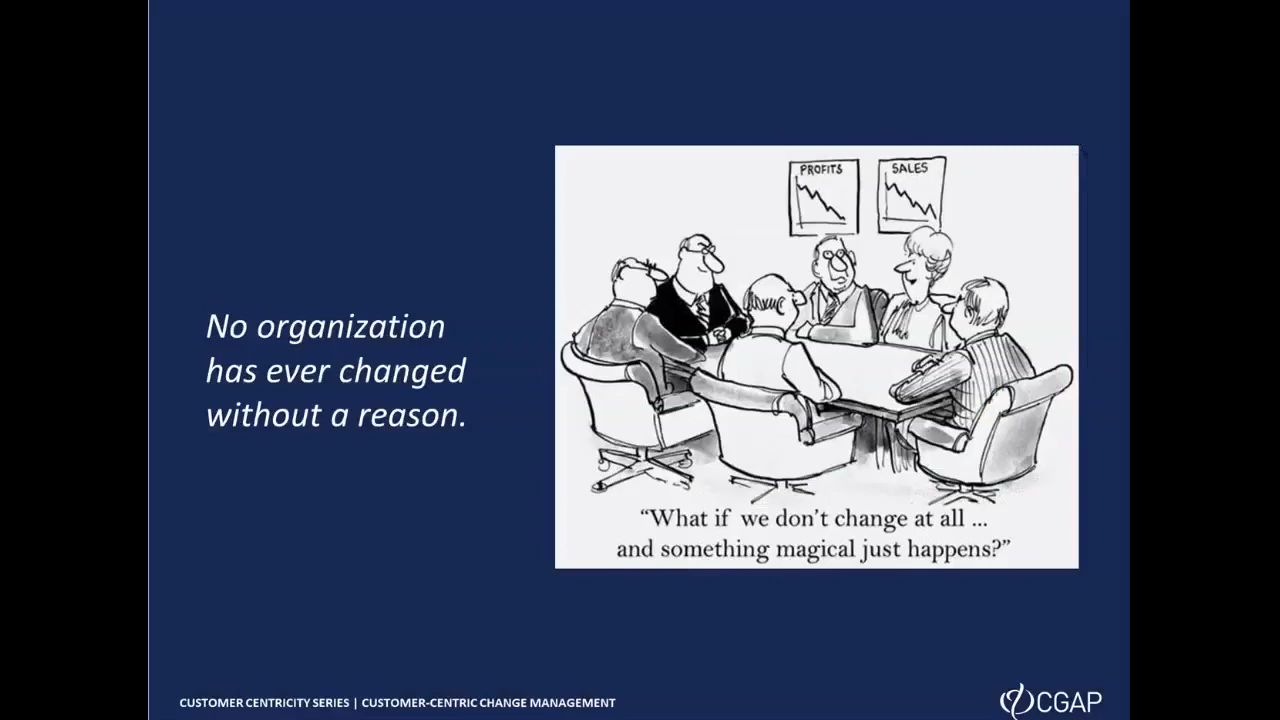 No organization
has ever changed
without a reason.
PROFITS
SALES
“What if we don’t change at all ...
and something magical just happens?”
CUSTOMER CENTRICITY SERIES | CUSTOMER-CENTRIC CHANGE MANAGEMENT
CGAP